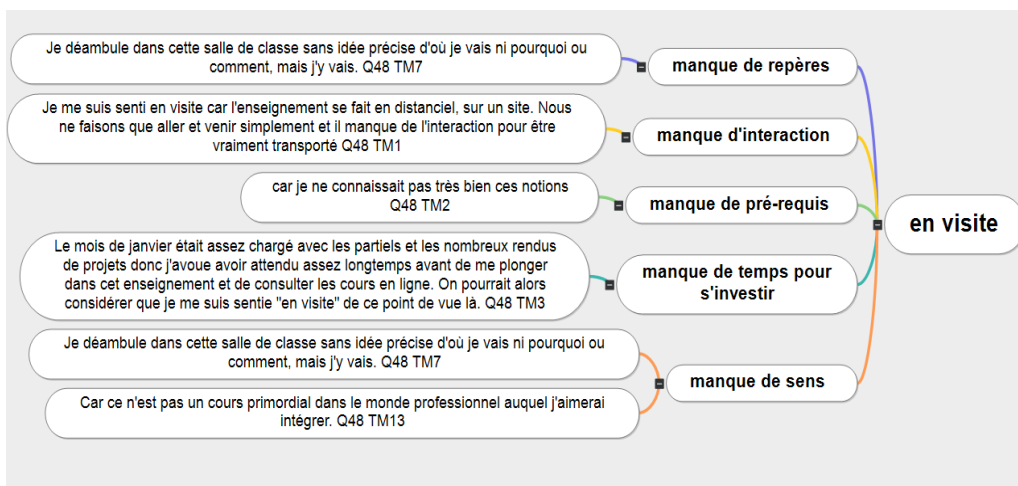 Je déambule dans cette salle de classe sans idée précise d'où je vais ni pourquoi ou
comment, mais j'y vais. Q48 TM7
manque de repères
Je me suis senti en visite car l'enseignement se fait en distanciel, sur un site. Nous
ne faisons que aller et venir simplement et il manque de l'interaction pour être
vraiment transporté Q48 TM1
manque d'interaction
car je ne connaissait pas très bien ces notions
Q48 TM2
manque de pré-requis
en visite
Le mois de janvier était assez chargé avec les partiels et les nombreux rendus
de projets donc j'avoue avoir attendu assez longtemps avant de me plonger
dans cet enseignement et de consulter les cours en ligne. On pourrait alors
considérer que je me suis sentie "en visite" de ce point de vue là. Q48 TM3
manque de temps pour
s'investir
Je déambule dans cette salle de classe sans idée précise d'où je vais ni pourquoi ou
comment, mais j'y vais. Q48 TM7
manque de sens
Car ce n'est pas un cours primordial dans le monde professionnel auquel j'aimerai
intégrer. Q48 TM13